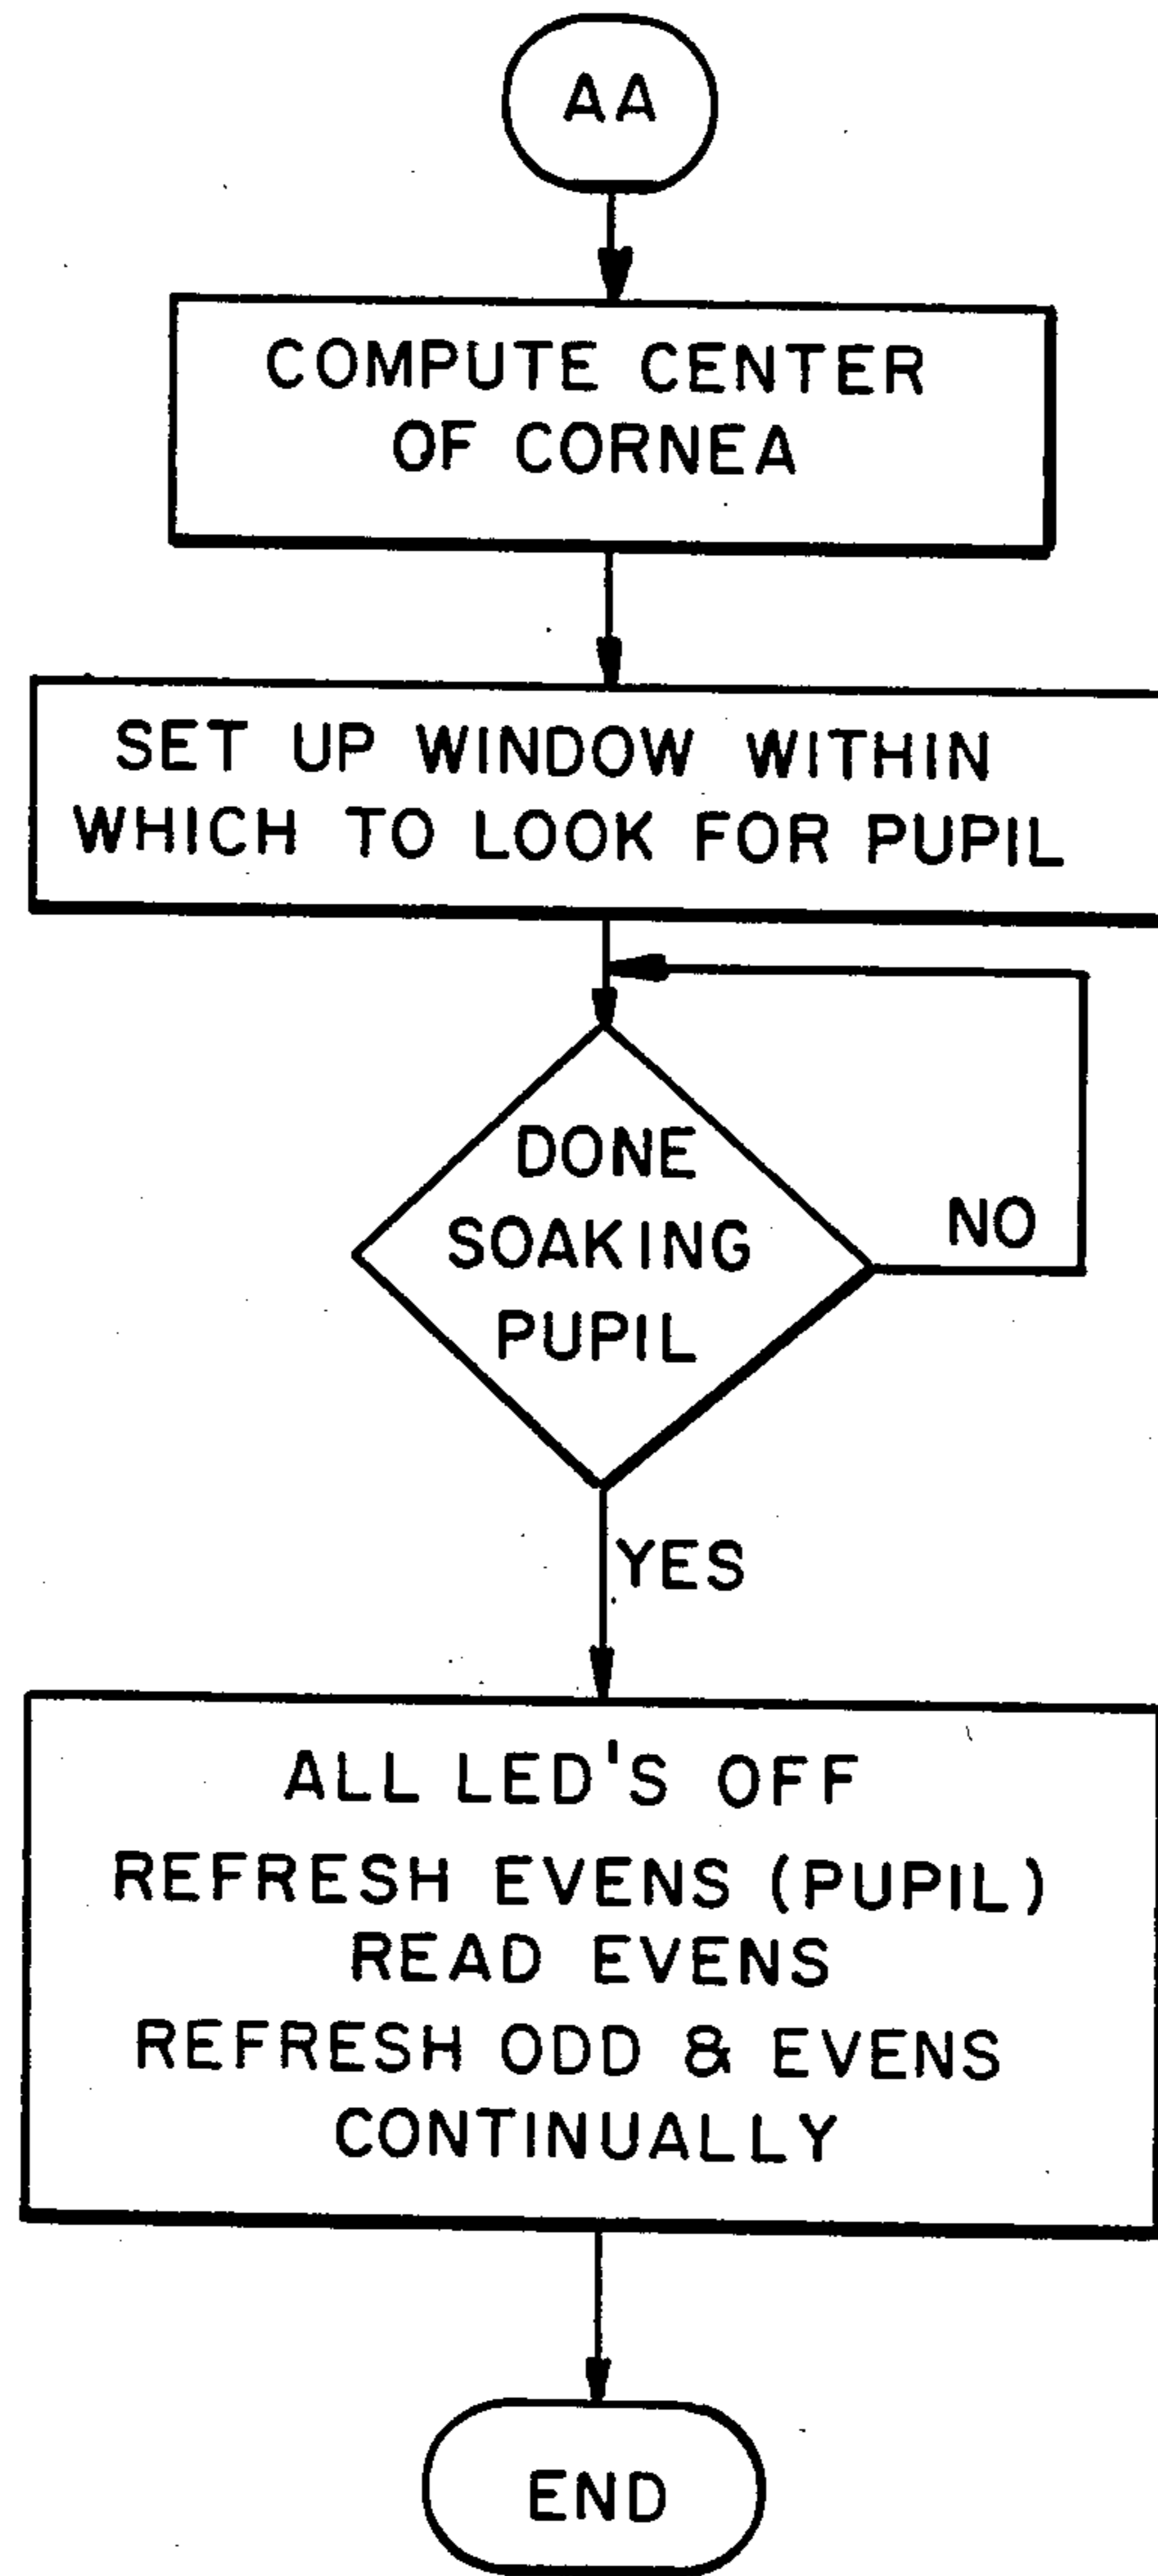 AA
COMPUTE CENTER
OF CORNEA
SET UP WINDOW WITHIN
WHICH TO LOOK FOR PUPIL
DONE
SOAKING
PUPIL
NO
YES
ALL LED'S OFF
REFRESH EVENS (PUPIL)
READ EVENS
REFRESH ODD & EVENS
CONTINUALLY
END